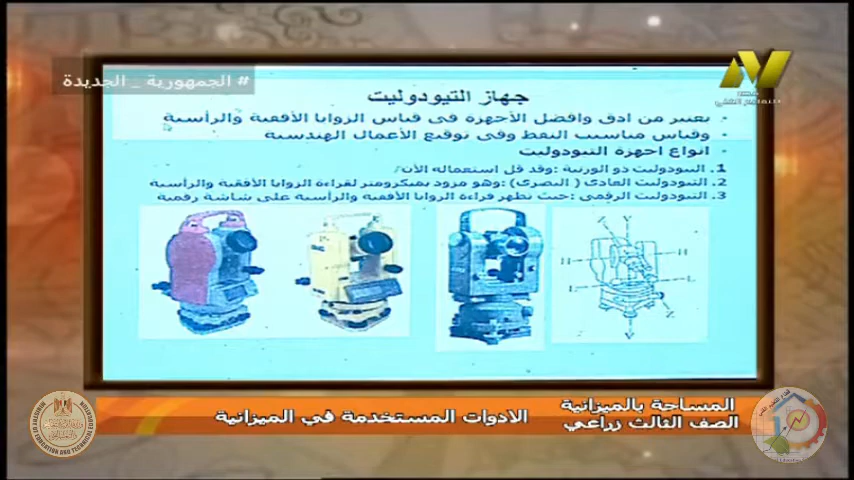 # الجمهورية _ الجديدة
جهاز التيودوليت
- يعتبر من ادق وافضل الأجهزة فى قياس الزوايا الأفقية والرأسية
- وقياس مناسيب النقط وفى توقيع الأعمال الهندسية
- انواع اجهزة التيودوليت
1. التيودوليت ذو الورنية :وقد قل استعماله الأن
2. التيودوليت العادى ( البصرى) :وهو مزود بميكرومتر لقراءة الزوايا الأفقية والرأسية
3. التيودوليت الرقمى :حيث تظهر قراءة الزوايا الأفقية والرأسية على شاشة رقمية
V
H H
L L
V
المساحة بالميزانية
الصف الثالث زراعي
الادوات المستخدمة في الميزانية